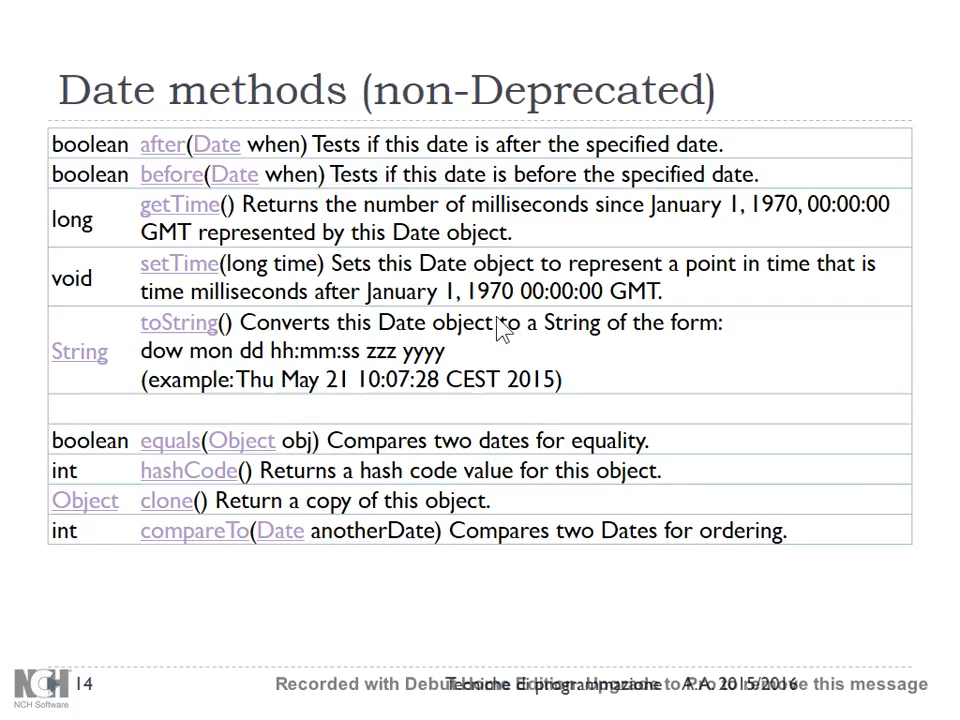 Date methods (non-Deprecated)
boolean after(Date when) Tests if this date is after the specified date.
boolean before(Date when) Tests if this date is before the specified date.
long getTime() Returns the number of milliseconds since January 1, 1970, 00:00:00
GMT represented by this Date object.
void setTime(long time) Sets this Date object to represent a point in time that is
time milliseconds after January 1, 1970 00:00:00 GMT.
String toString() Converts this Date object to a String of the form:
dow mon dd hh:mm:ss zzz yyyy
(example: Thu May 21 10:07:28 CEST 2015)
boolean equals(Object obj) Compares two dates for equality.
int hashCode() Returns a hash code value for this object.
Object clone() Return a copy of this object.
int compareTo(Date anotherDate) Compares two Dates for ordering.
NCH
NCH Software
14
Tecniche di programmazione A.A. 2015/2016
Recorded with Debut Home Edition. Upgrade to Pro to remove this message